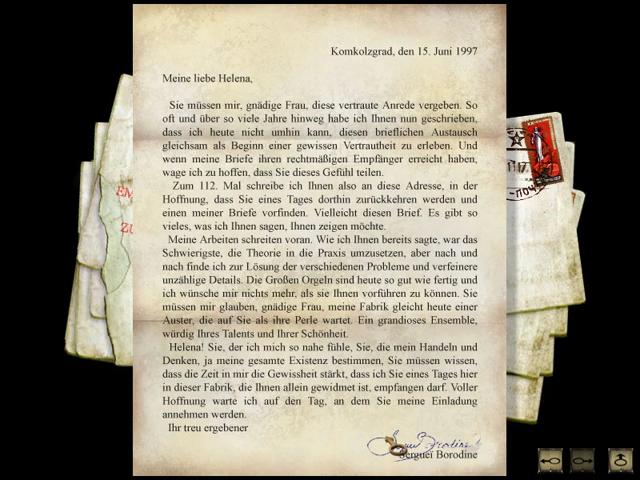 Komkolzgrad, den 15. Juni 1997
Meine liebe Helena,
Sie müssen mir, gnädige Frau, diese vertraute Anrede vergeben. So
oft und über so viele Jahre hinweg habe ich Ihnen nun geschrieben,
dass ich heute nicht umhin kann, diesen brieflichen Austausch
gleichsam als Beginn einer gewissen Vertrautheit zu erleben. Und
wenn meine Briefe ihren rechtmäßigen Empfänger erreicht haben,
wage ich zu hoffen, dass Sie dieses Gefühl teilen.
Zum 112. Mal schreibe ich Ihnen also an diese Adresse, in der
Hoffnung, dass Sie eines Tages dorthin zurückkehren werden und
einen meiner Briefe vorfinden. Vielleicht diesen Brief. Es gibt so
vieles, was ich Ihnen sagen, Ihnen zeigen möchte.
Meine Arbeiten schreiten voran. Wie ich Ihnen bereits sagte, war das
Schwierigste, die Theorie in die Praxis umzusetzen, aber nach und
nach finde ich zur Lösung der verschiedenen Probleme und verfeinere
unzählige Details. Die Großen Orgeln sind heute so gut wie fertig und
ich wünsche mir nichts mehr, als sie Ihnen vorführen zu können. Sie
müssen mir glauben, gnädige Frau, meine Fabrik gleicht heute einer
Auster, die auf Sie als ihre Perle wartet. Ein grandioses Ensemble,
würdig Ihres Talents und Ihrer Schönheit.
Helena! Sie, der ich mich so nahe fühle, Sie, die mein Handeln und
Denken, ja meine gesamte Existenz bestimmen, Sie müssen wissen,
dass die Zeit in mir die Gewissheit stärkt, dass ich Sie eines Tages hier
in dieser Fabrik, die Ihnen allein gewidmet ist, empfangen darf. Voller
Hoffnung warte ich auf den Tag, an dem Sie meine Einladung
annehmen werden.
Ihr treu ergebener
Sergueï Borodine